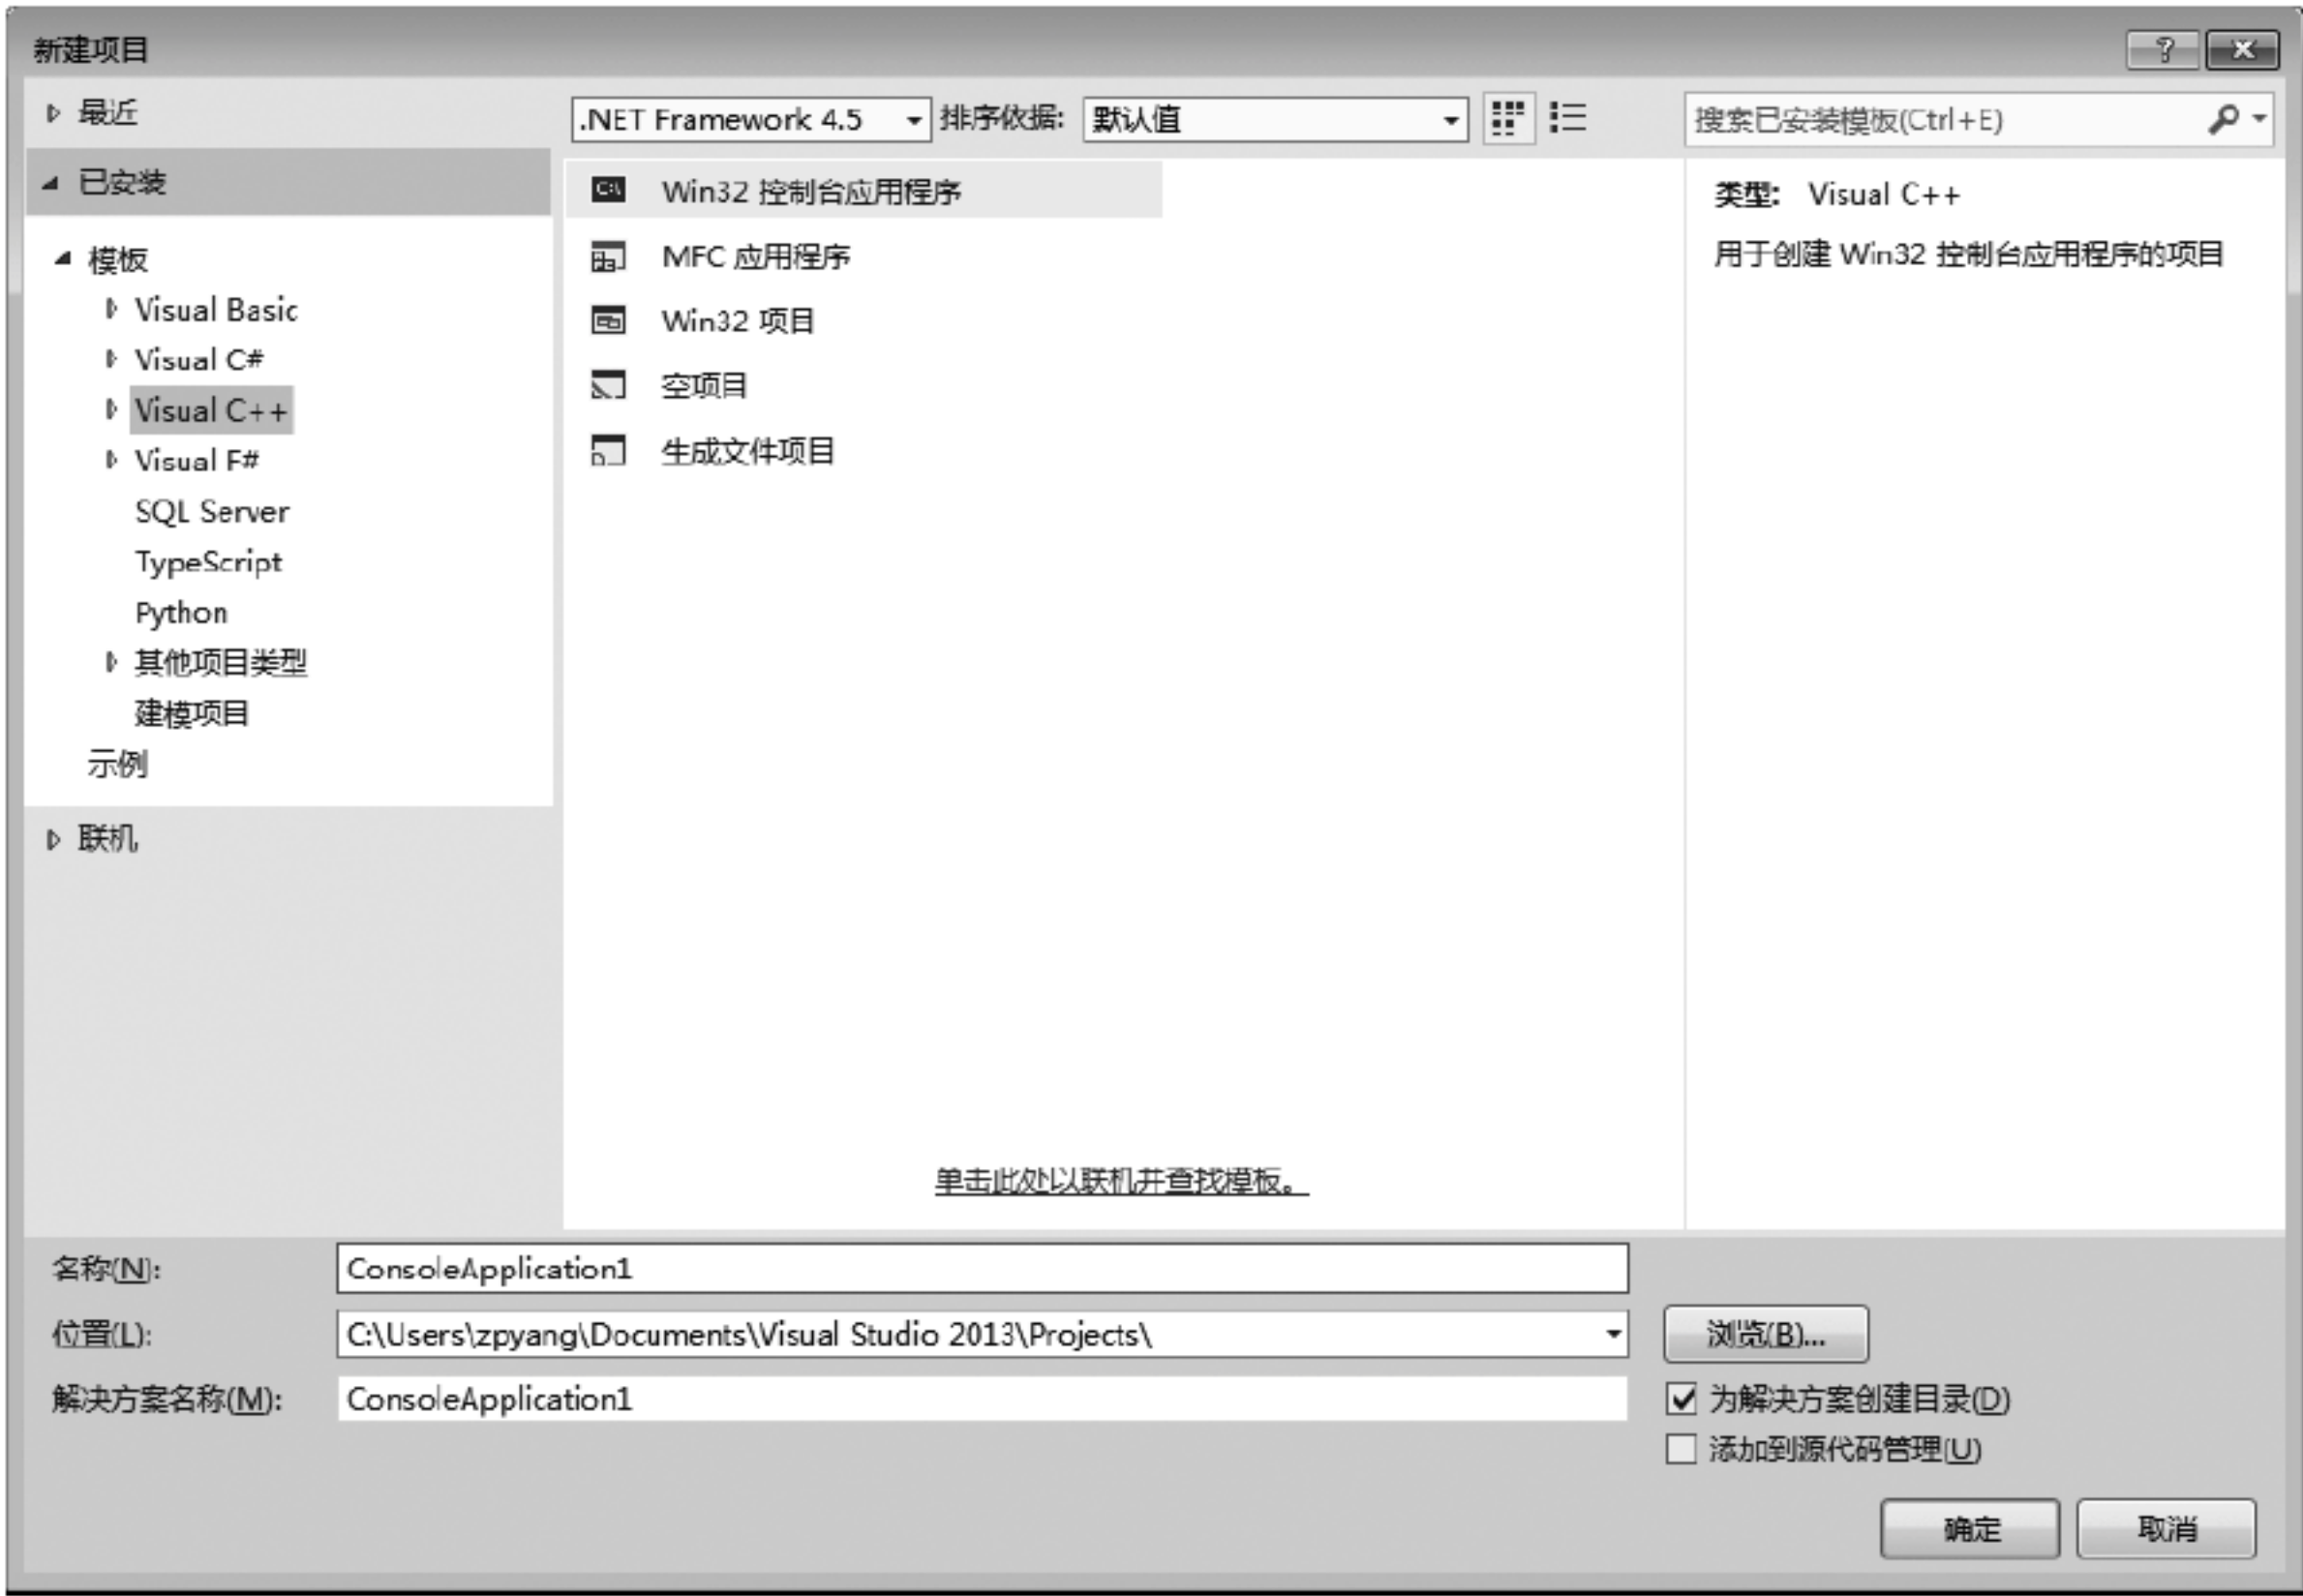 新建项目
?
最近
已安装
模板
Visual Basic
Visual C#
Visual C++
Visual F#
SQL Server
TypeScript
Python
其他项目类型
建模项目
示例
联机
.NET Framework 4.5 排序依据: 默认值
C:\
Win32 控制台应用程序
MFC 应用程序
Win32 项目
空项目
生成文件项目
单击此处以联机并查找模板。
搜索已安装模板(Ctrl+E)
类型: Visual C++
用于创建 Win32 控制台应用程序的项目
名称(N): ConsoleApplication1
位置(L): C:\Users\zpyang\Documents\Visual Studio 2013\Projects\
浏览(B)...
解决方案名称(M): ConsoleApplication1
为解决方案创建目录(D)
添加到源代码管理(U)
确定 取消